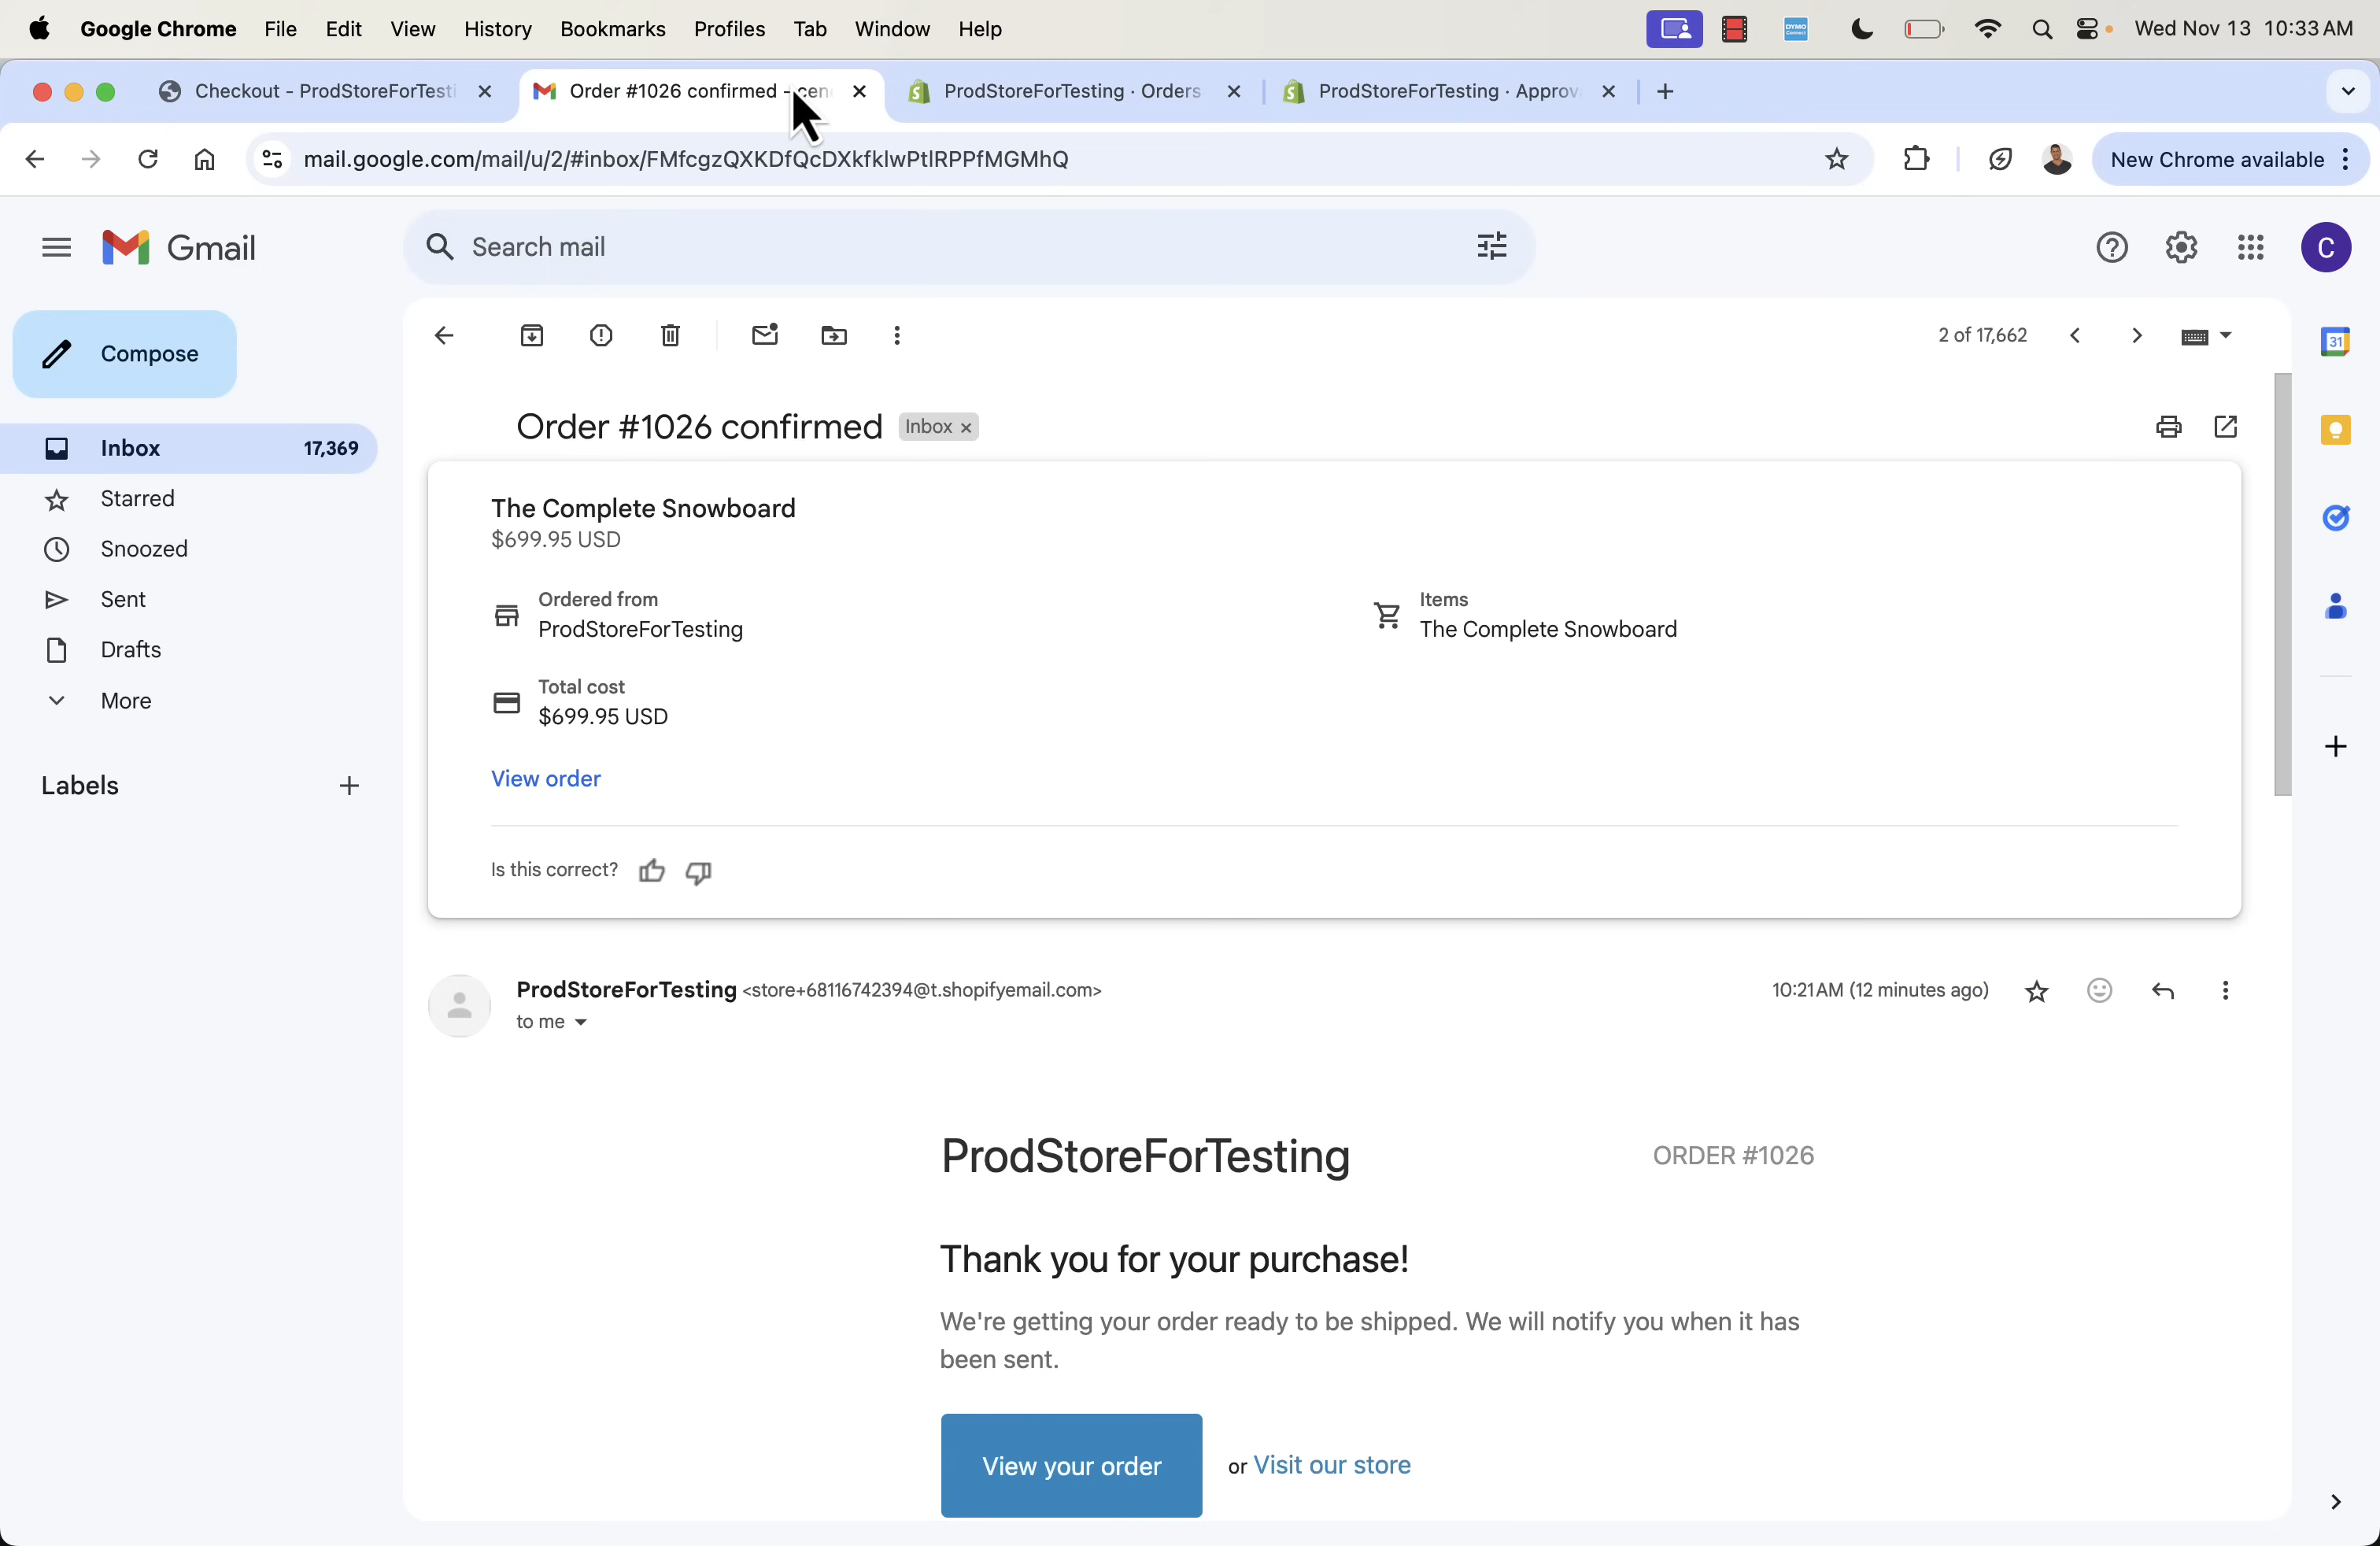 Google Chrome File Edit View History Bookmarks Profiles Tab Window Help DYMO Connect Wed Nov 13 10:33 AM
Checkout - ProdStoreForTesti Order #1026 confirmed - cen ProdStoreForTesting · Orders ProdStoreForTesting · Approv
mail.google.com/mail/u/2/#inbox/FMfcgzQXKDfQcDXkfklwPtlRPPfMGMhQ New Chrome available
Gmail Search mail C
Compose
2 of 17,662
31
Order #1026 confirmed Inbox
Inbox 17,369
Starred
Snoozed
Sent
Drafts
More
Labels
The Complete Snowboard
$699.95 USD
Ordered from
ProdStoreForTesting
Items
The Complete Snowboard
Total cost
$699.95 USD
View order
Is this correct?
ProdStoreForTesting <store+68116742394@t.shopifyemail.com> 10:21 AM (12 minutes ago)
to me
ProdStoreForTesting ORDER #1026
Thank you for your purchase!
We're getting your order ready to be shipped. We will notify you when it has
been sent.
View your order or Visit our store